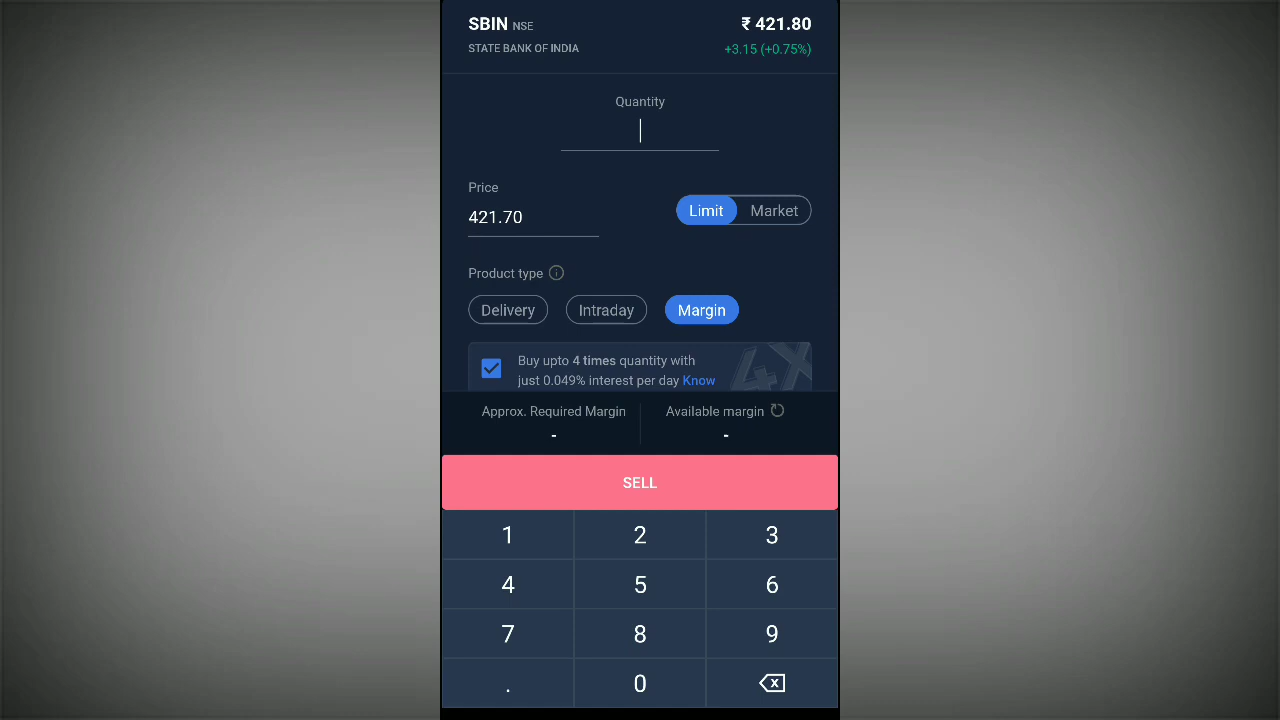 SBIN NSE
₹ 421.80
STATE BANK OF INDIA
+3.15 (+0.75%)
Quantity
Price
421.70
Limit
Market
Product type
Delivery
Intraday
Margin
Buy upto 4 times quantity with
just 0.049% interest per day Know
4X
Approx. Required Margin
Available margin
-
-
SELL
1
2
3
4
5
6
7
8
9
.
0
x